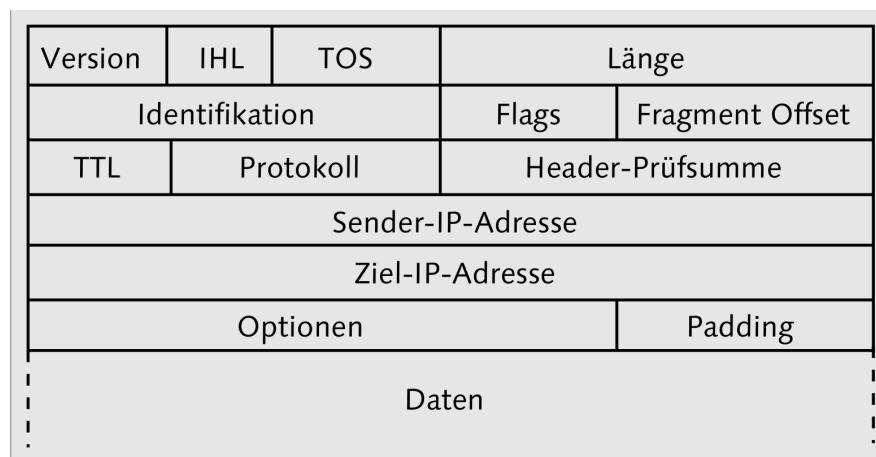 Version IHL TOS Länge
Identifikation Flags Fragment Offset
TTL Protokoll Header-Prüfsumme
Sender-IP-Adresse
Ziel-IP-Adresse
Optionen Padding
Daten